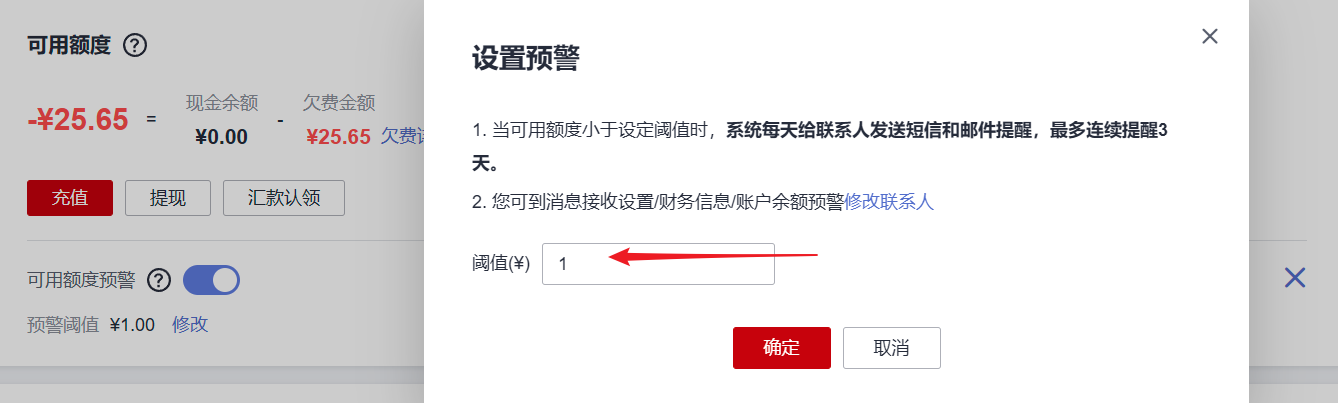 可用额度 ?
现金余额
欠费金额
-¥25.65 = ¥0.00 - ¥25.65 欠费
充值 提现 汇款认领
可用额度预警 ?
预警阈值 ¥1.00 修改
设置预警
1. 当可用额度小于设定阈值时，系统每天给联系人发送短信和邮件提醒，最多连续提醒3
天。
2. 您可到消息接收设置/财务信息/账户余额预警修改联系人
阈值(¥) 1
确定 取消